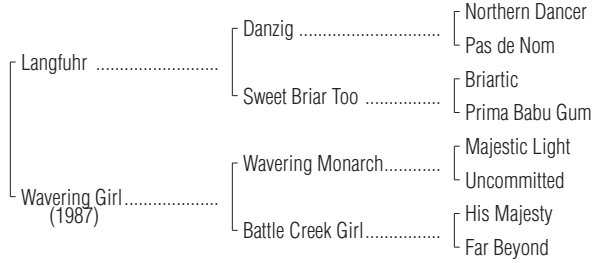 Northern Dancer
Danzig ..............................
Pas de Nom
Langfuhr ..........................
Briartic
Sweet Briar Too ................
Prima Babu Gum
Majestic Light
Wavering Monarch............
Uncommitted
Wavering Girl....................
(1987)
His Majesty
Battle Creek Girl................
Far Beyond